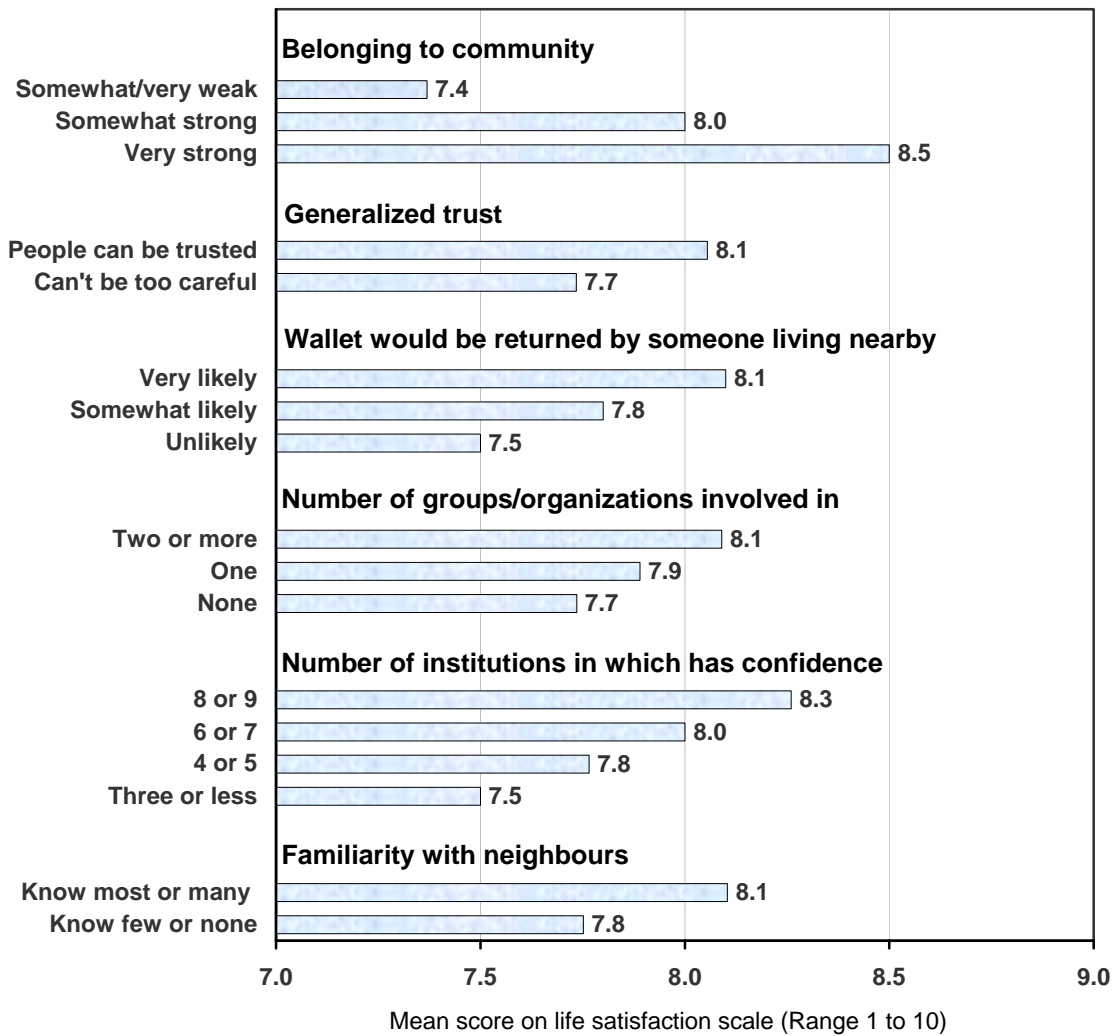 Belonging to community
Somewhat/very weak 7.4
Somewhat strong 8.0
Very strong 8.5
Generalized trust
People can be trusted 8.1
Can't be too careful 7.7
Wallet would be returned by someone living nearby
Very likely 8.1
Somewhat likely 7.8
Unlikely 7.5
Number of groups/organizations involved in
Two or more 8.1
One 7.9
None 7.7
Number of institutions in which has confidence
8 or 9 8.3
6 or 7 8.0
4 or 5 7.8
Three or less 7.5
Familiarity with neighbours
Know most or many 8.1
Know few or none 7.8
7.0 7.5 8.0 8.5 9.0
Mean score on life satisfaction scale (Range 1 to 10)